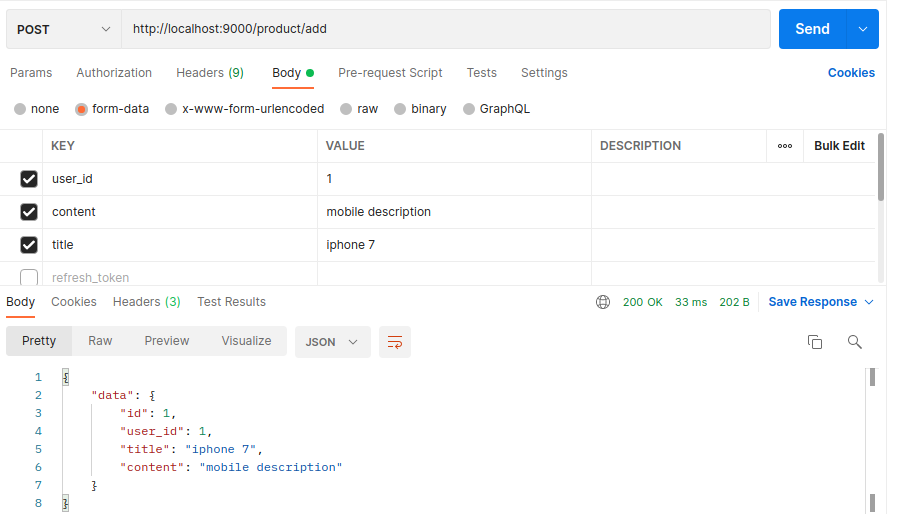 POST http://localhost:9000/product/add Send
Params Authorization Headers (9) Body Pre-request Script Tests Settings Cookies
none form-data x-www-form-urlencoded raw binary GraphQL
KEY VALUE DESCRIPTION ooo Bulk Edit
user_id 1
content mobile description
title iphone 7
refresh_token
Body Cookies Headers (3) Test Results 200 OK 33 ms 202 B Save Response
Pretty Raw Preview Visualize JSON
1 {
2 "data": {
3 "id": 1,
4 "user_id": 1,
5 "title": "iphone 7",
6 "content": "mobile description"
7 }
8 }